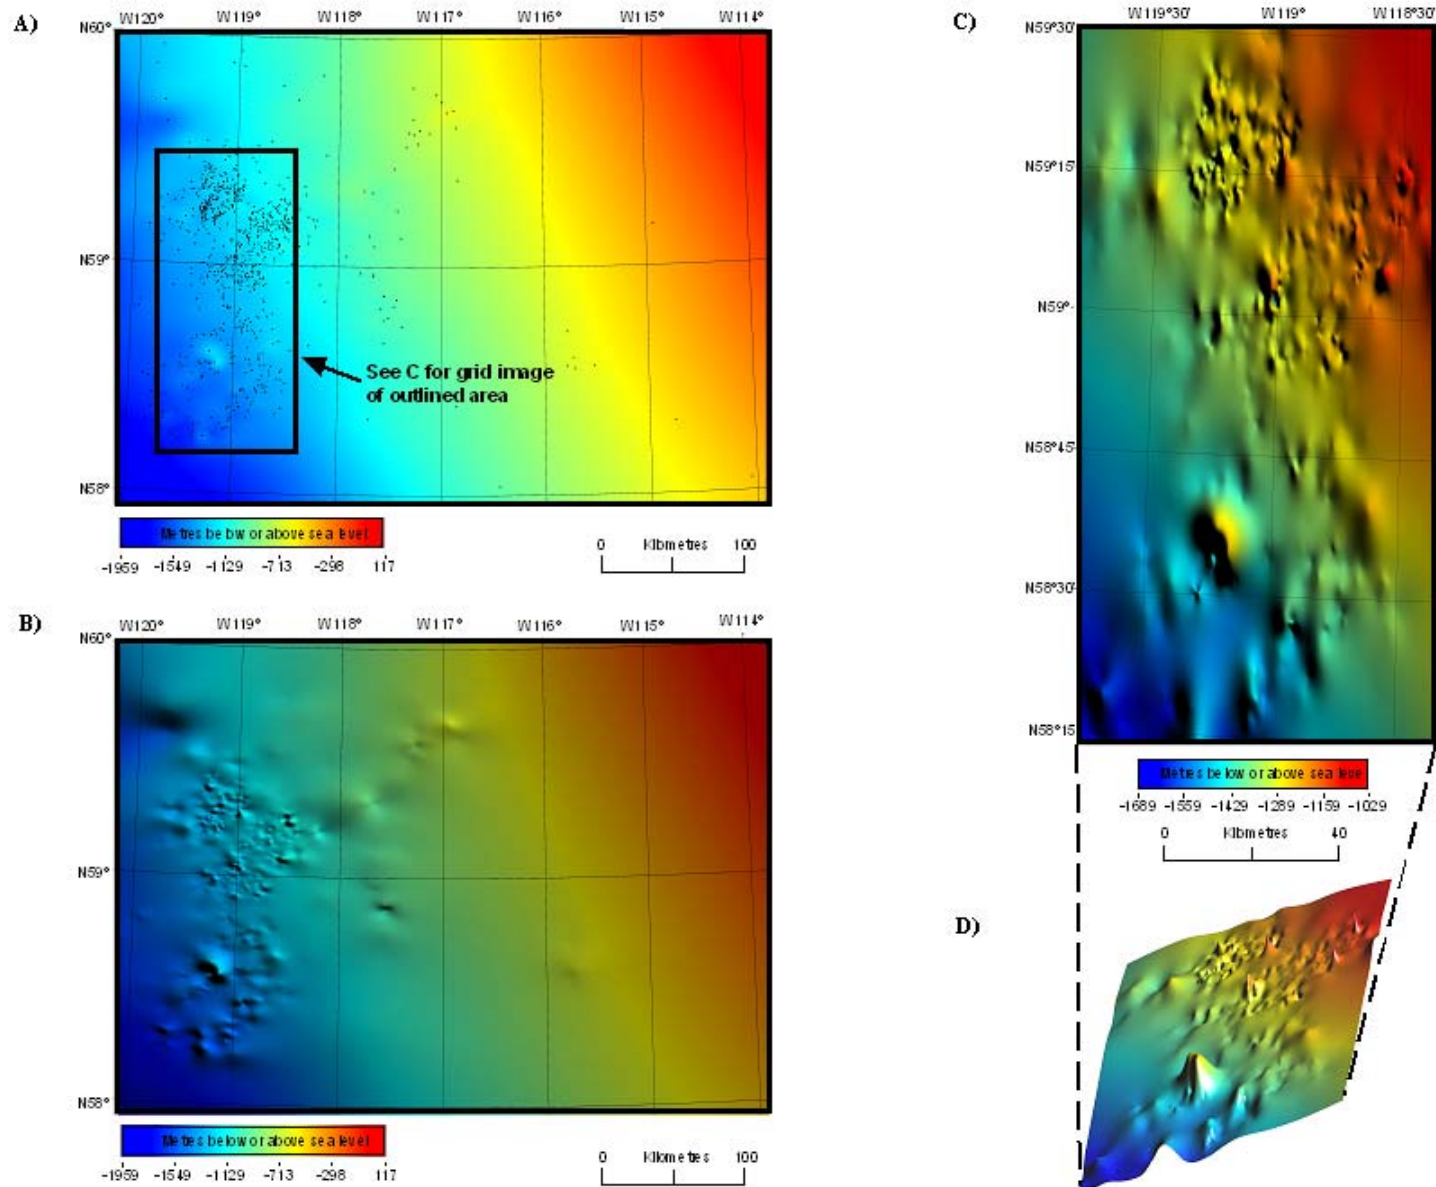 A)
W120° W119° W118° W117° W116° W115° W114°
N60°
N59°
N58°
See C for grid image
of outlined area
Metres below or above sea level
-1959 -1549 -1129 -713 -298 117
0 Kilometres 100
B)
W120° W119° W118° W117° W116° W115° W114°
N60°
N59°
N58°
Metres below or above sea level
-1959 -1549 -1129 -713 -298 117
0 Kilometres 100
C)
W119°30' W119° W118°30'
N59°30'
N59°15'
N59°
N58°45'
N58°30'
N58°15'
Metres below or above sea level
-1689 -1559 -1429 -1289 -1159 -1029
0 Kilometres 40
D)